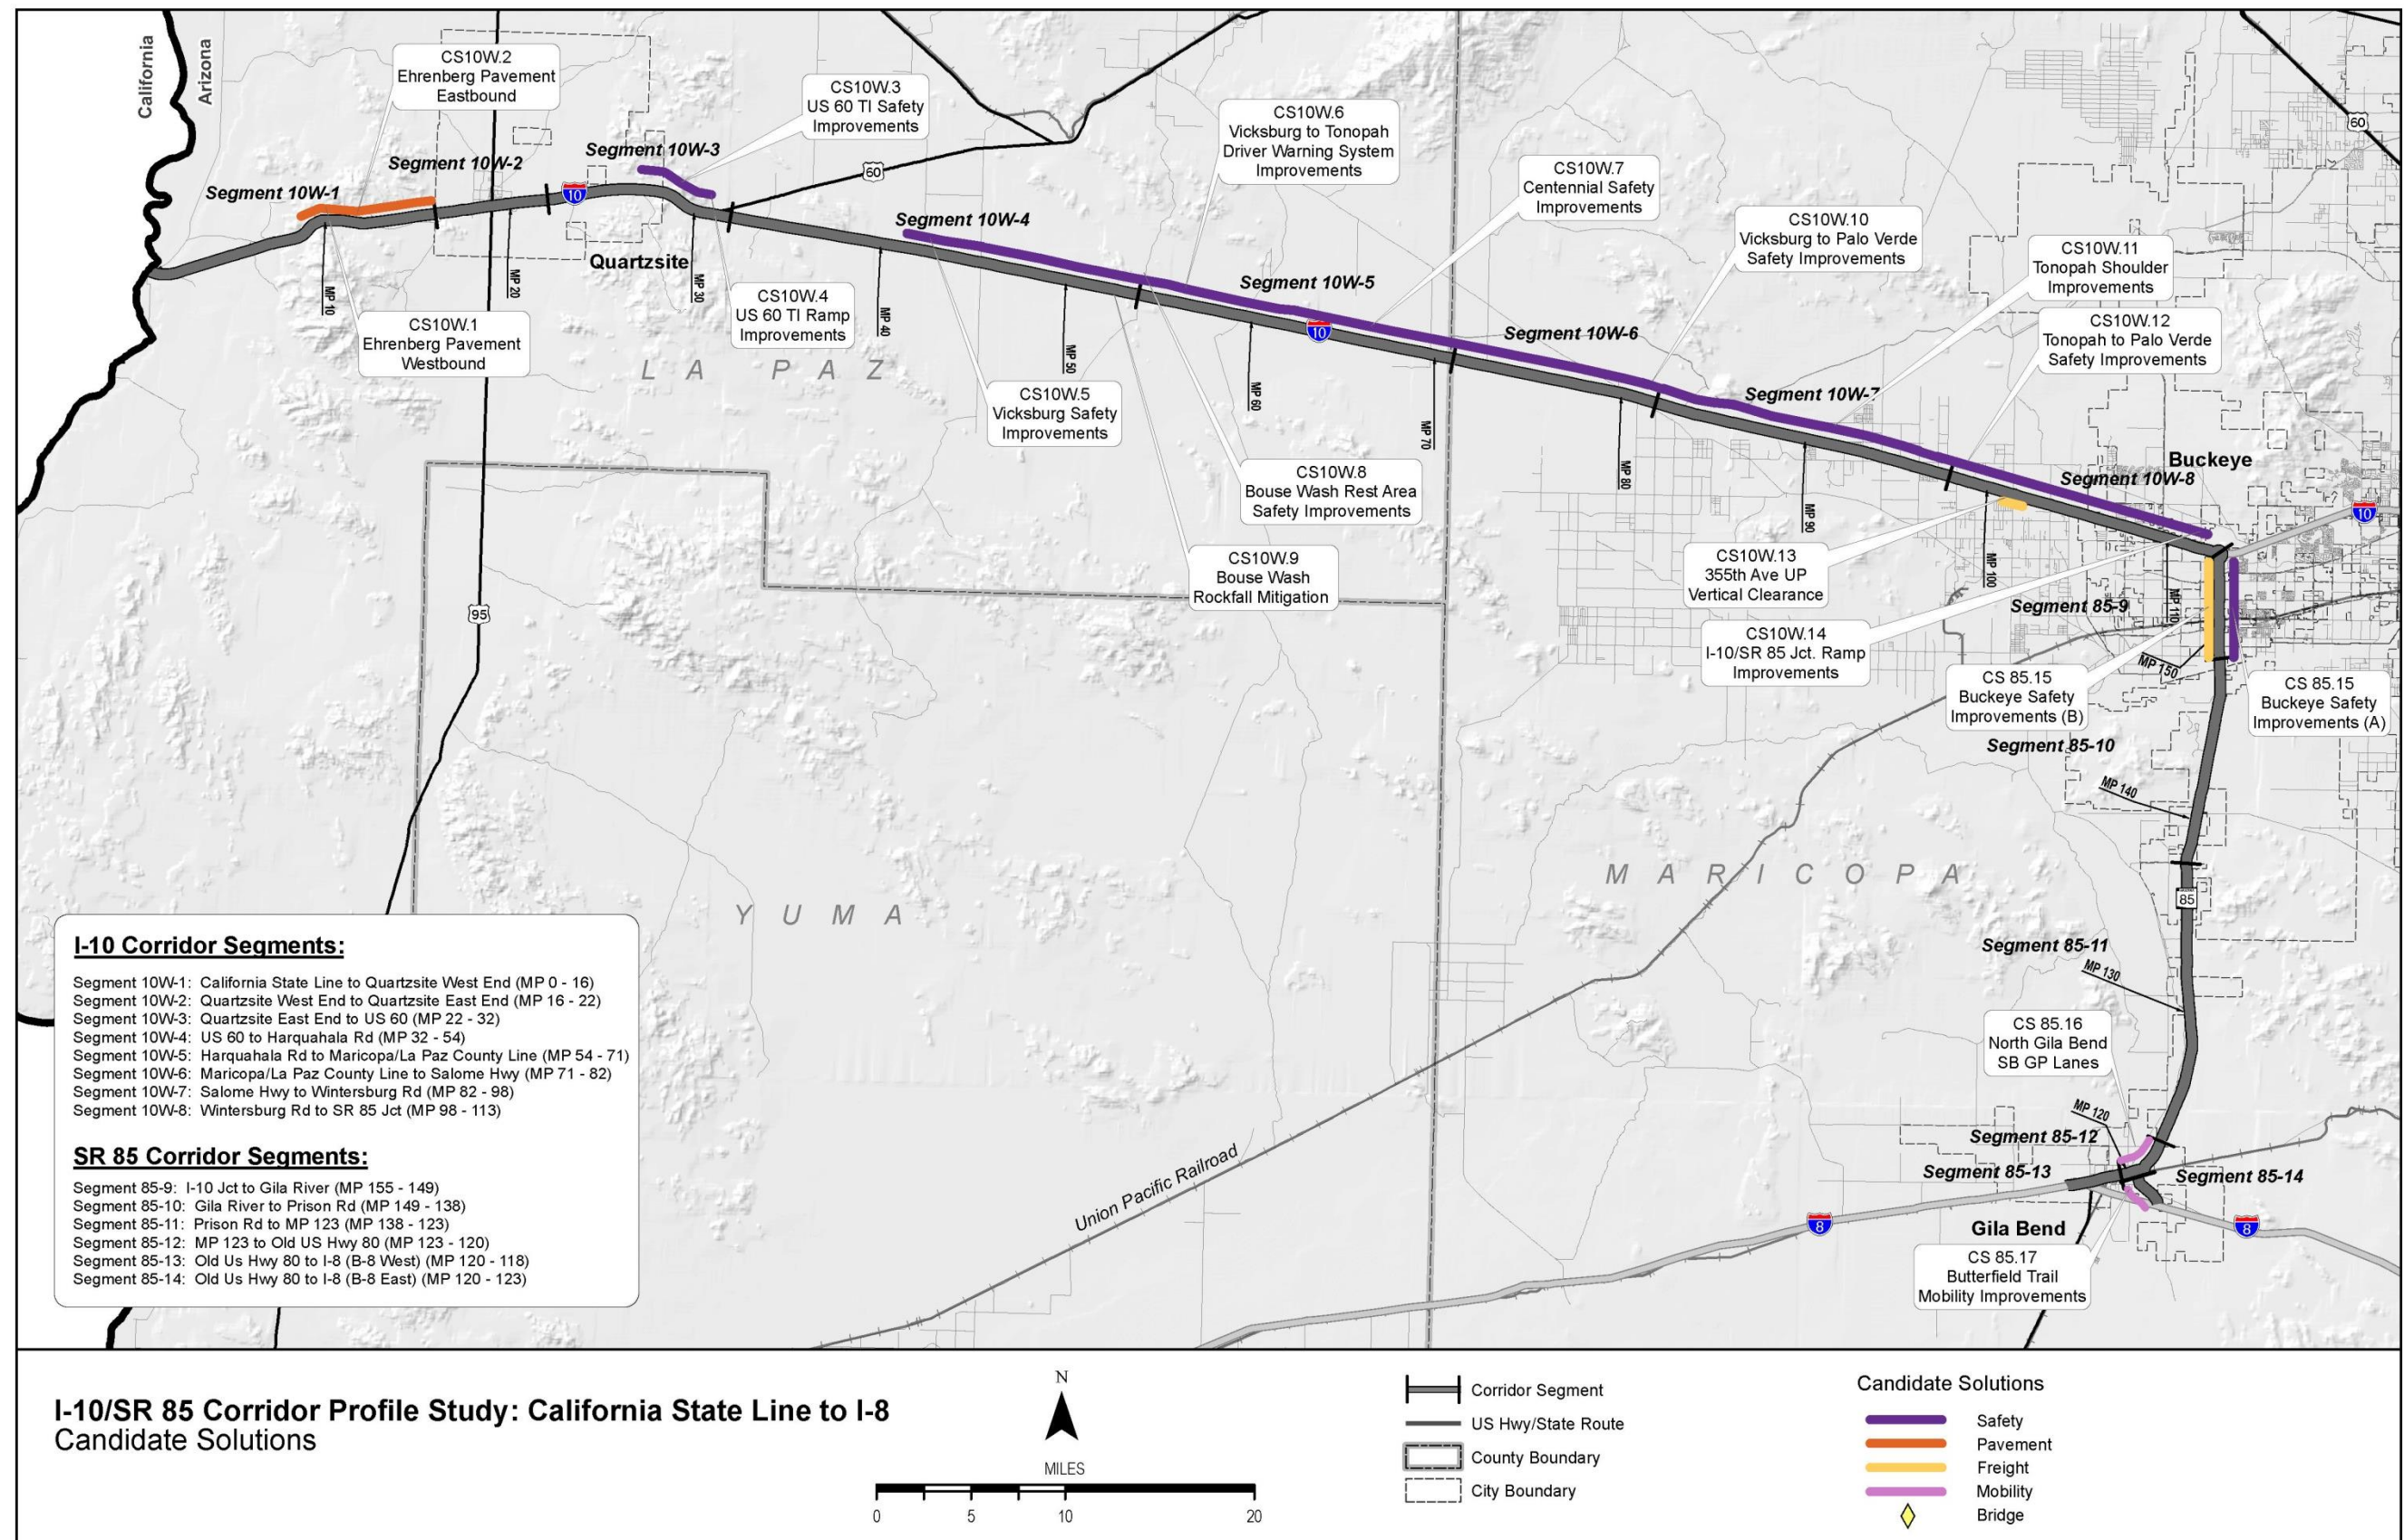 California
Arizona
CS10W.2
Ehrenberg Pavement
Eastbound
CS10W.3
US 60 TI Safety
Improvements
CS10W.6
Vicksburg to Tonopah
Driver Warning System
Improvements
CS10W.7
Centennial Safety
Improvements
CS10W.10
Vicksburg to Palo Verde
Safety Improvements
CS10W.11
Tonopah Shoulder
Improvements
CS10W.12
Tonopah to Palo Verde
Safety Improvements
60
60
Segment 10W-1
Segment 10W-2
Segment 10W-3
Segment 10W-4
Segment 10W-5
Segment 10W-6
Segment 10W-7
Segment 10W-8
10
10
10
Quartzsite
Buckeye
MP 10
MP 20
MP 30
MP 40
MP 50
MP 60
MP 70
MP 80
MP 90
MP 100
MP 110
CS10W.1
Ehrenberg Pavement
Westbound
CS10W.4
US 60 TI Ramp
Improvements
LA PAZ
CS10W.5
Vicksburg Safety
Improvements
CS10W.8
Bouse Wash Rest Area
Safety Improvements
CS10W.9
Bouse Wash
Rockfall Mitigation
CS10W.13
355th Ave UP
Vertical Clearance
CS10W.14
I-10/SR 85 Jct. Ramp
Improvements
Segment 85-9
MP 150
CS 85.15
Buckeye Safety
Improvements (B)
CS 85.15
Buckeye Safety
Improvements (A)
95
Segment 85-10
MP 140
MARICOPA
YUMA
85
Segment 85-11
MP 130
CS 85.16
North Gila Bend
SB GP Lanes
MP 120
Segment 85-12
Segment 85-13
Segment 85-14
Union Pacific Railroad
8
8
Gila Bend
CS 85.17
Butterfield Trail
Mobility Improvements
I-10 Corridor Segments:
Segment 10W-1: California State Line to Quartzsite West End (MP 0 - 16)
Segment 10W-2: Quartzsite West End to Quartzsite East End (MP 16 - 22)
Segment 10W-3: Quartzsite East End to US 60 (MP 22 - 32)
Segment 10W-4: US 60 to Harquahala Rd (MP 32 - 54)
Segment 10W-5: Harquahala Rd to Maricopa/La Paz County Line (MP 54 - 71)
Segment 10W-6: Maricopa/La Paz County Line to Salome Hwy (MP 71 - 82)
Segment 10W-7: Salome Hwy to Wintersburg Rd (MP 82 - 98)
Segment 10W-8: Wintersburg Rd to SR 85 Jct (MP 98 - 113)
SR 85 Corridor Segments:
Segment 85-9: I-10 Jct to Gila River (MP 155 - 149)
Segment 85-10: Gila River to Prison Rd (MP 149 - 138)
Segment 85-11: Prison Rd to MP 123 (MP 138 - 123)
Segment 85-12: MP 123 to Old US Hwy 80 (MP 123 - 120)
Segment 85-13: Old Us Hwy 80 to I-8 (B-8 West) (MP 120 - 118)
Segment 85-14: Old Us Hwy 80 to I-8 (B-8 East) (MP 120 - 123)
I-10/SR 85 Corridor Profile Study: California State Line to I-8
Candidate Solutions
N
MILES
0 5 10 20
Corridor Segment
US Hwy/State Route
County Boundary
City Boundary
Candidate Solutions
Safety
Pavement
Freight
Mobility
Bridge